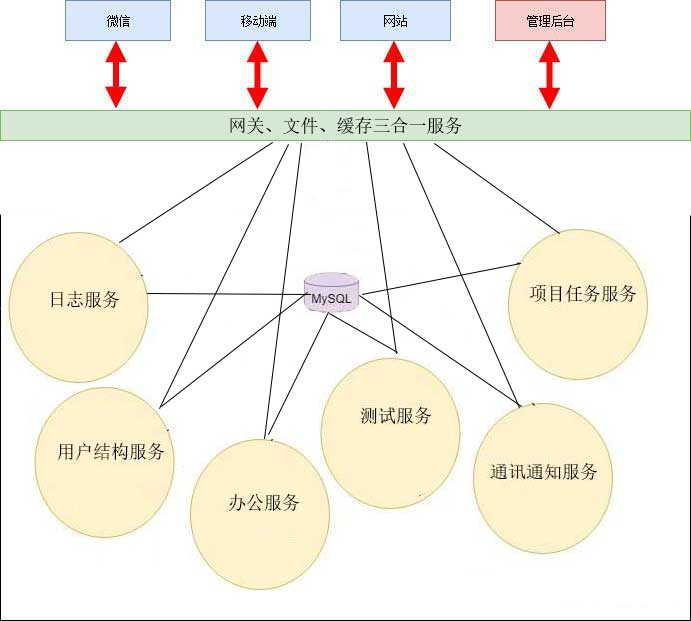 微信
移动端
网站
管理后台
网关、文件、缓存三合一服务
日志服务
MySQL
项目任务服务
用户结构服务
测试服务
通讯通知服务
办公服务